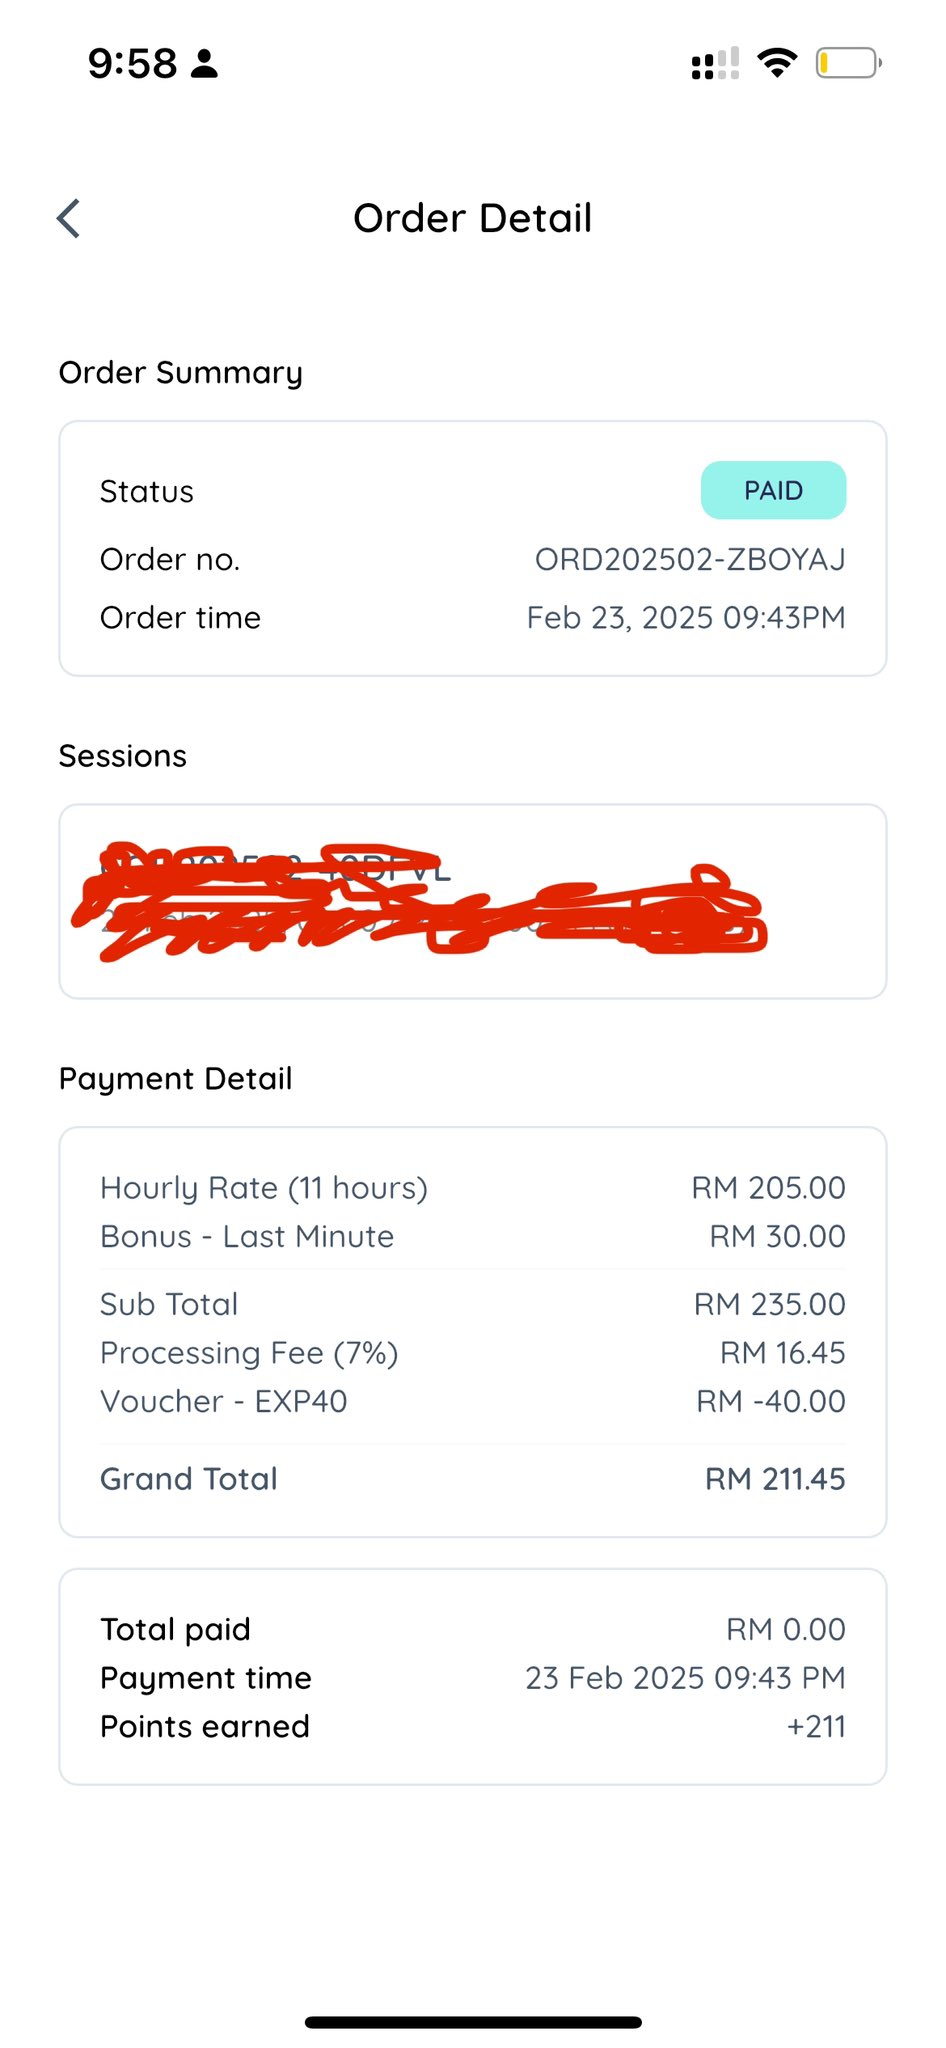 9:58
Order Detail
Order Summary
Status PAID
Order no. ORD202502-ZBOYAJ
Order time Feb 23, 2025 09:43PM
Sessions
Payment Detail
Hourly Rate (11 hours) RM 205.00
Bonus - Last Minute RM 30.00
Sub Total RM 235.00
Processing Fee (7%) RM 16.45
Voucher - EXP40 RM -40.00
Grand Total RM 211.45
Total paid RM 0.00
Payment time 23 Feb 2025 09:43 PM
Points earned +211